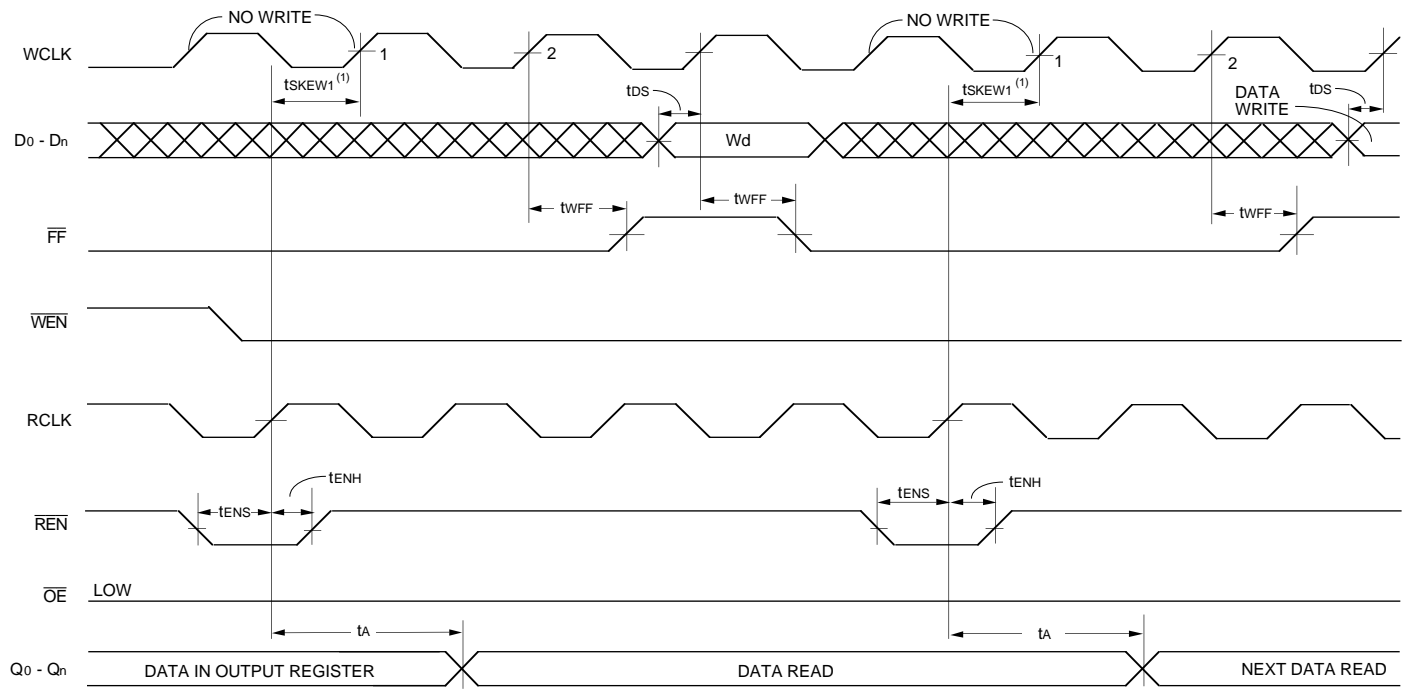 NO WRITE
NO WRITE
WCLK
1
2
1
2
tSKEW1 (1)
tDS
tSKEW1 (1)
tDS
DATA
WRITE
D0 - Dn
Wd
tWFF
tWFF
tWFF
FF
WEN
RCLK
tENS
tENH
tENS
tENH
REN
OE
LOW
tA
tA
Q0 - Qn
DATA IN OUTPUT REGISTER
DATA READ
NEXT DATA READ